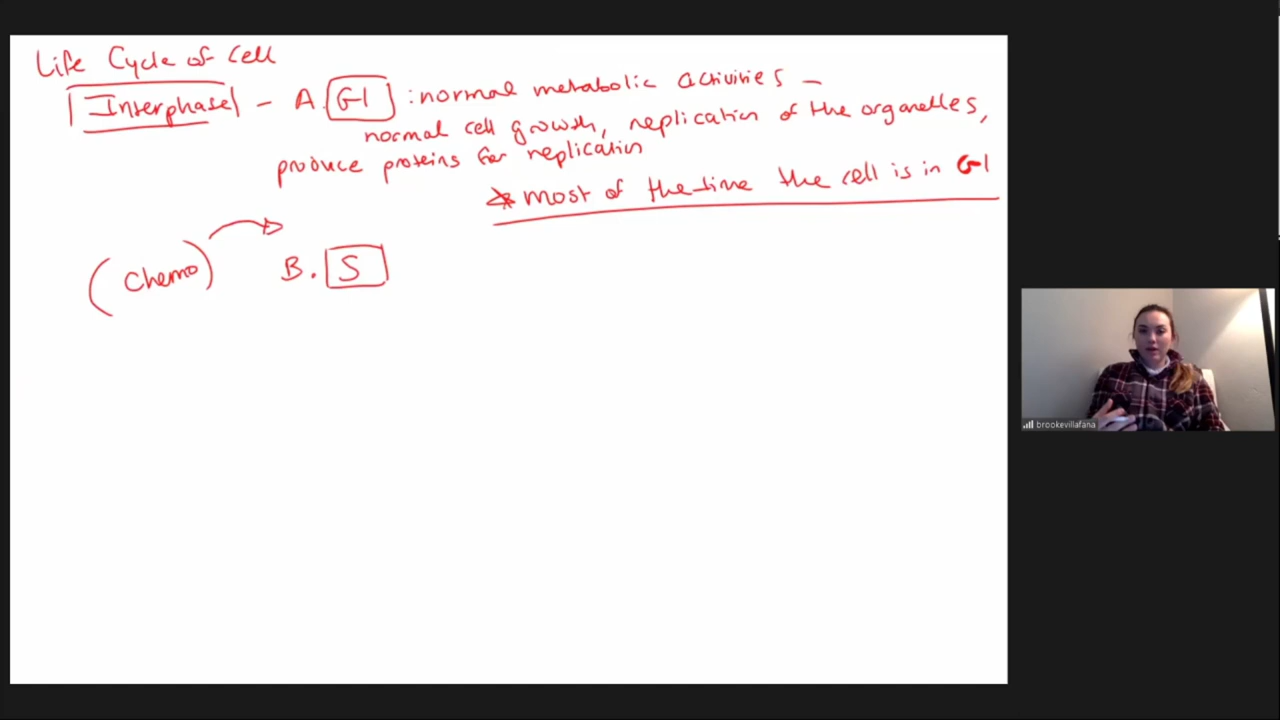 Life Cycle of Cell
Interphase - A. G1 : normal metabolic activities -
normal cell growth, replication of the organelles,
produce proteins for replication
* most of the time the cell is in G1
(Chemo) B. S
brookevillafana